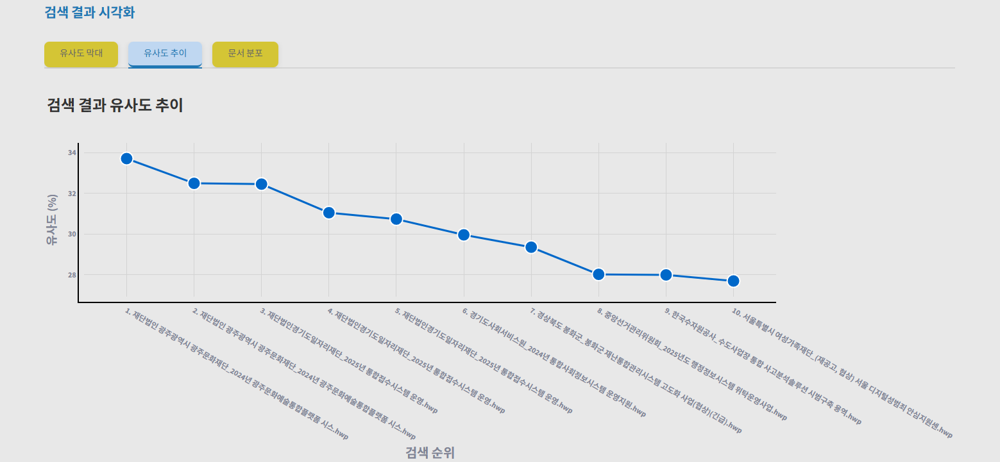 검색 결과 시각화
유사도 막대
유사도 추이
문서 분포
검색 결과 유사도 추이
34
32
30
28
유사도 (%)
1. 재단법인 광주광역시 광주문화재단_2024년 광주문화예술통합플랫폼 시스.hwp
2. 재단법인 광주광역시 광주문화재단_2024년 광주문화예술통합플랫폼 시스.hwp
3. 재단법인경기도일자리재단_2025년 통합접수시스템 운영.hwp
4. 재단법인경기도일자리재단_2025년 통합접수시스템 운영.hwp
5. 재단법인경기도일자리재단_2025년 통합접수시스템 운영.hwp
6. 경기도사회서비스원_2024년 통합사회정보시스템 운영지원.hwp
7. 경상북도 봉화군_봉화군 재난통합관리시스템 고도화 사업(협상)(긴급).hwp
8. 중앙선거관리위원회_2025년도 행정정보시스템 위탁운영사업.hwp
9. 한국수자원공사_수도사업장 통합 사고분석솔루션 시범구축 용역.hwp
10. 서울특별시 여성가족재단_(재공고, 협상) 서울 디지털성범죄 안심지원센.hwp
검색 순위